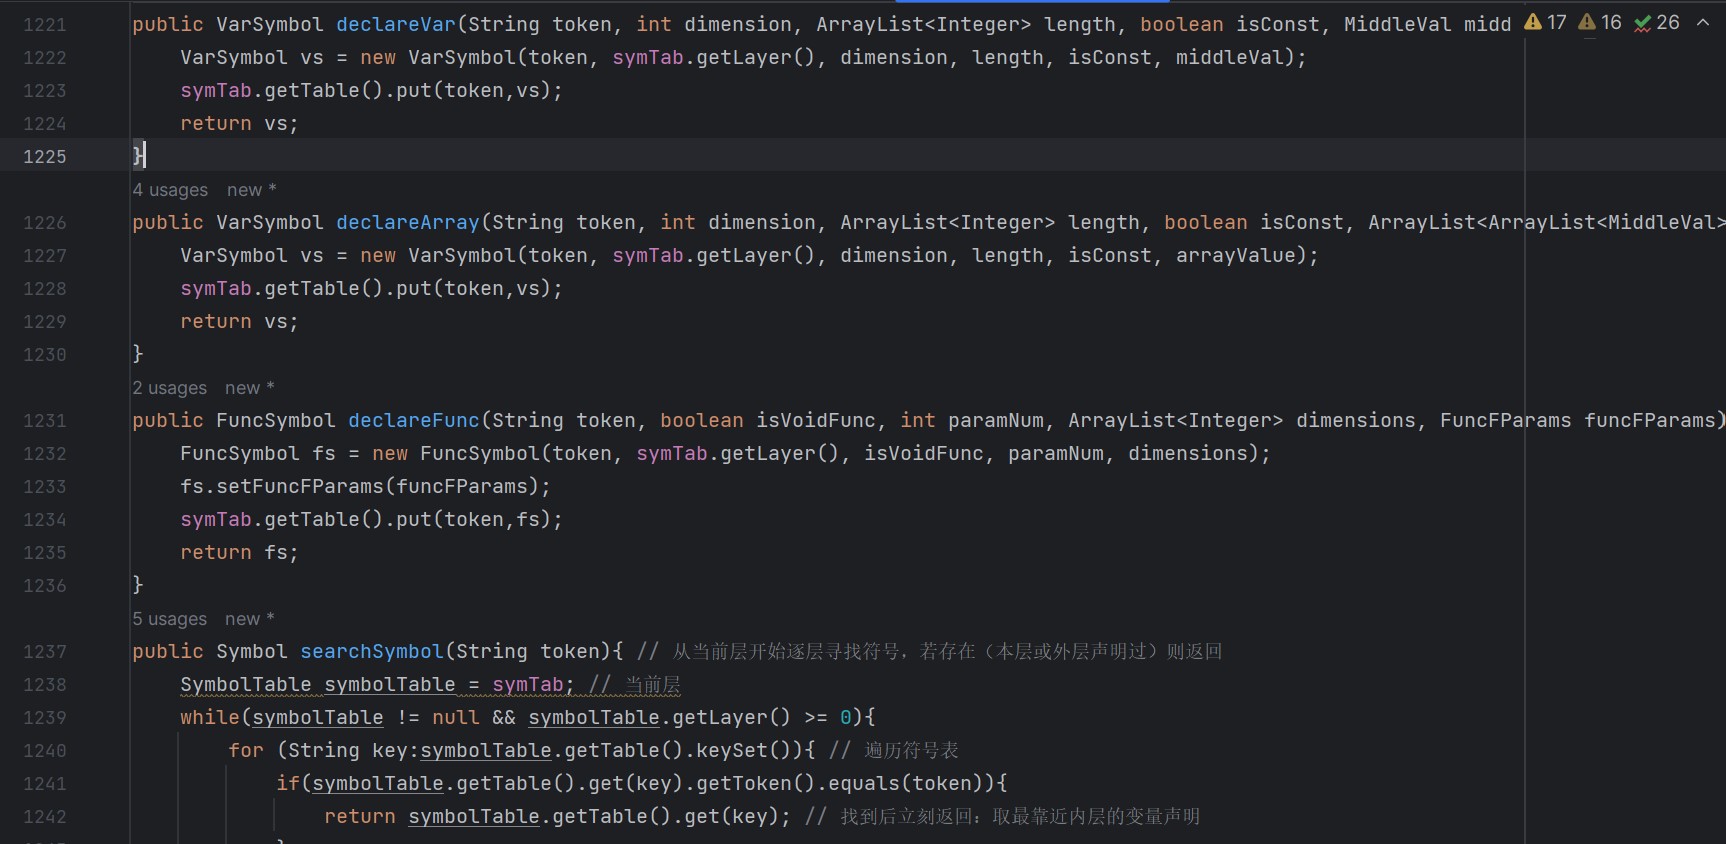 1221 public VarSymbol declareVar(String token, int dimension, ArrayList<Integer> length, boolean isConst, MiddleVal midd 17 16 26
1222 VarSymbol vs = new VarSymbol(token, symTab.getLayer(), dimension, length, isConst, middleVal);
1223 symTab.getTable().put(token,vs);
1224 return vs;
1225 }
4 usages new *
1226 public VarSymbol declareArray(String token, int dimension, ArrayList<Integer> length, boolean isConst, ArrayList<ArrayList<MiddleVal>
1227 VarSymbol vs = new VarSymbol(token, symTab.getLayer(), dimension, length, isConst, arrayValue);
1228 symTab.getTable().put(token,vs);
1229 return vs;
1230 }
2 usages new *
1231 public FuncSymbol declareFunc(String token, boolean isVoidFunc, int paramNum, ArrayList<Integer> dimensions, FuncFParams funcFParams)
1232 FuncSymbol fs = new FuncSymbol(token, symTab.getLayer(), isVoidFunc, paramNum, dimensions);
1233 fs.setFuncFParams(funcFParams);
1234 symTab.getTable().put(token,fs);
1235 return fs;
1236 }
5 usages new *
1237 public Symbol searchSymbol(String token){ // 从当前层开始逐层寻找符号，若存在（本层或外层声明过）则返回
1238 SymbolTable symbolTable = symTab; // 当前层
1239 while(symbolTable != null && symbolTable.getLayer() >= 0){
1240 for (String key:symbolTable.getTable().keySet()){ // 遍历符号表
1241 if(symbolTable.getTable().get(key).getToken().equals(token)){
1242 return symbolTable.getTable().get(key); // 找到后立刻返回：取最靠近内层的变量声明